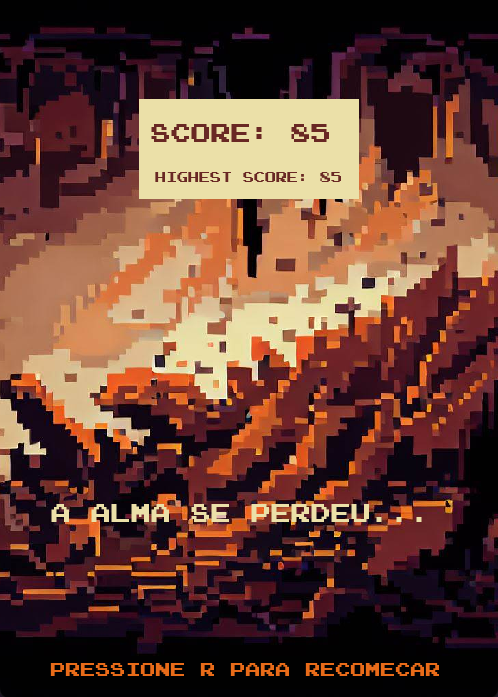 SCORE: 85
HIGHEST SCORE: 85
A ALMA SE PERDEU...
PRESSIONE R PARA RECOMECAR